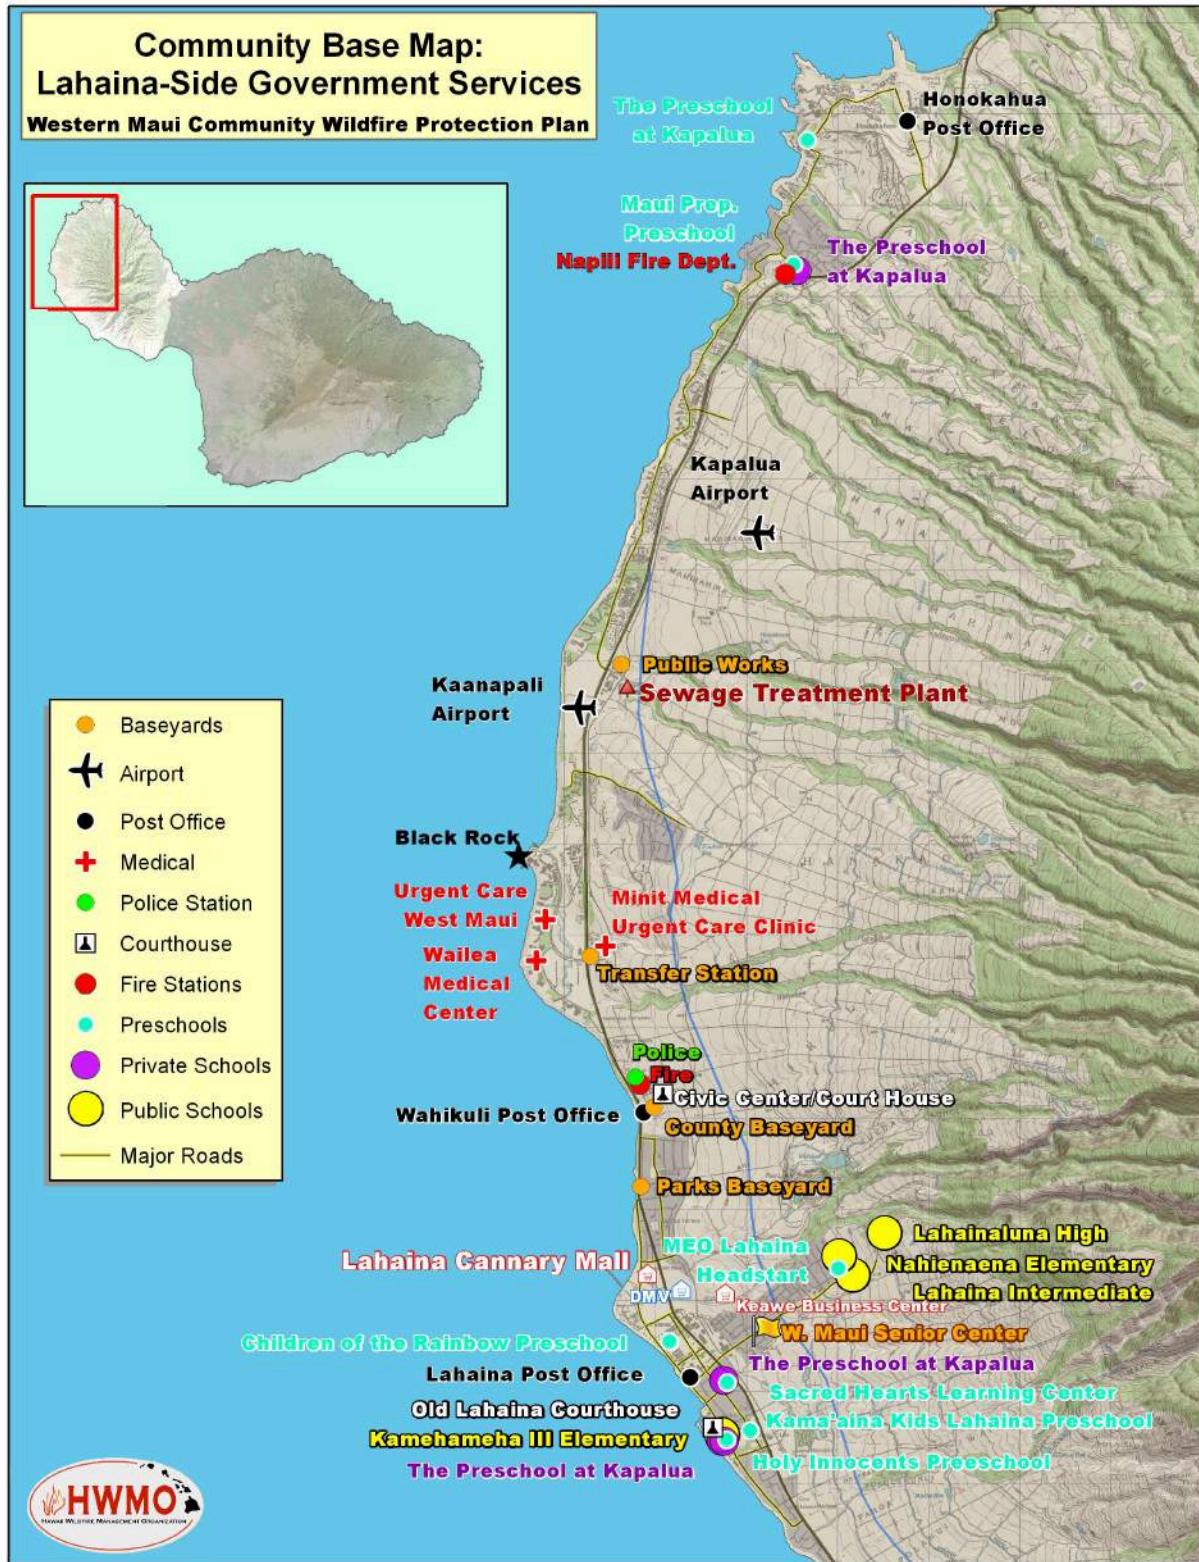 Community Base Map:
Lahaina-Side Government Services
Western Maui Community Wildfire Protection Plan
The Preschool
at Kapalua
Honokahua
Post Office
Maui Prep.
Preschool
Napili Fire Dept.
The Preschool
at Kapalua
Kapalua
Airport
Public Works
Sewage Treatment Plant
Kaanapali
Airport
Baseyards
Airport
Post Office
Medical
Police Station
Courthouse
Fire Stations
Preschools
Private Schools
Public Schools
Major Roads
Black Rock
Urgent Care
West Maui
Minit Medical
Urgent Care Clinic
Wailea
Medical
Center
Transfer Station
Police
Fire
Civic Center/Court House
Wahikuli Post Office
County Baseyard
Parks Baseyard
Lahainaluna High
MEO Lahaina
Headstart
Nahienaena Elementary
Lahaina Intermediate
Lahaina Cannary Mall
DMV
Keawe Business Center
W. Maui Senior Center
Children of the Rainbow Preschool
The Preschool at Kapalua
Lahaina Post Office
Sacred Hearts Learning Center
Old Lahaina Courthouse
Kama'aina Kids Lahaina Preschool
Kamehameha III Elementary
Holy Innocents Preeschool
The Preschool at Kapalua
HWMO
HAWAII WILDFIRE MANAGEMENT ORGANIZATION